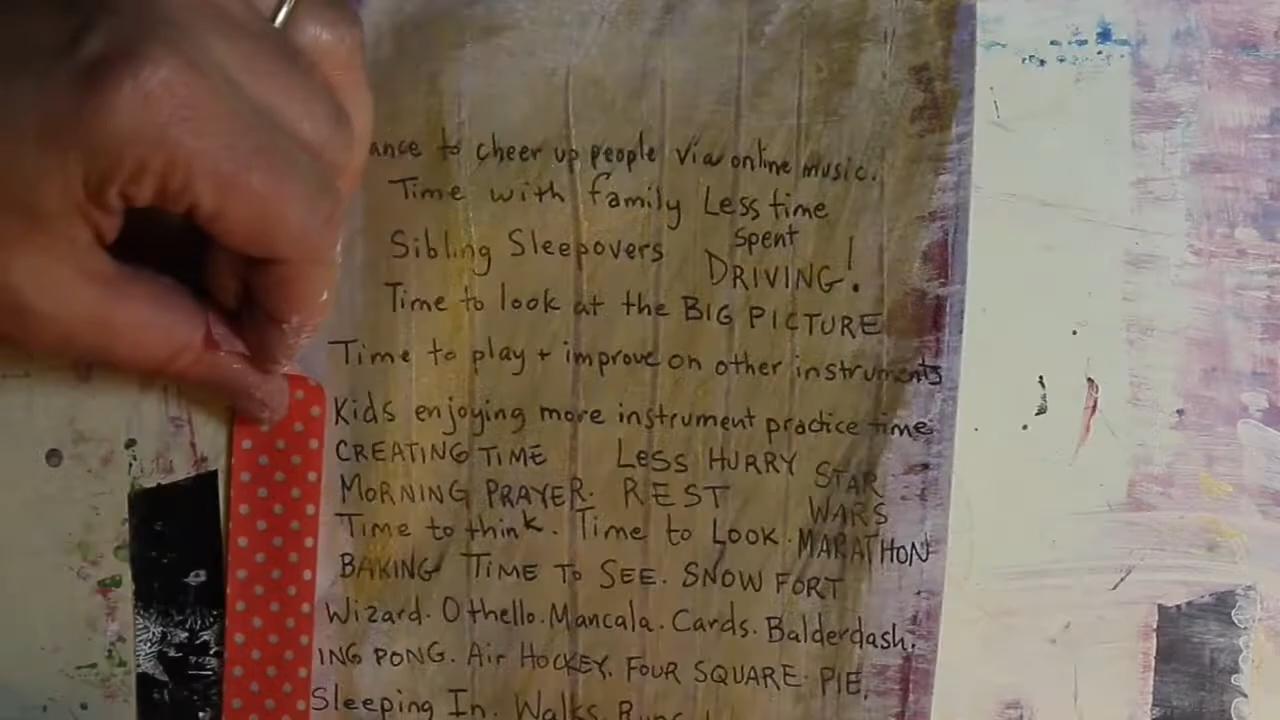 ance to cheer up people via online music.
Time with family Less time
Sibling Sleepovers spent
DRIVING!
Time to look at the BIG PICTURE
Time to play + improve on other instruments
Kids enjoying more instrument practice time
CREATING TIME LESS HURRY STAR
MORNING PRAYER. REST WARS
Time to think. Time to Look. MARATHON
BAKING TIME TO SEE. SNOW FORT
Wizard. Othello. Mancala. Cards. Balderdash.
ING PONG. Air HOCKEY. FOUR SQUARE. PIE.
Sleeping In. Walks. Runs.